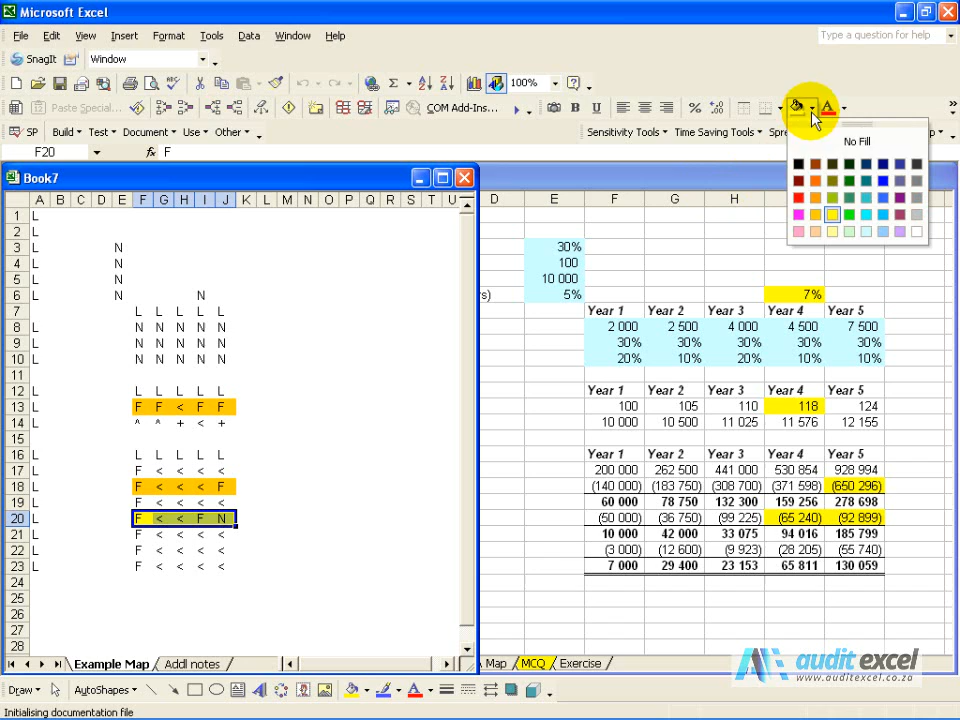 Microsoft Excel
File Edit View Insert Format Tools Data Window Help
Type a question for help
SnagIt Window
Σ 100%
Paste Special... COM Add-Ins... B U % A
SP Build Test Document Use Other Sensitivity Tools Time Saving Tools Spre p
F20 fx F
No Fill
Book7
A B C D E F G H I J K L M N O P Q R S T U
1 L
2 L
3 L N
4 L N
5 L N
6 L N N
7 L L L L L
8 L N N N N N
9 L N N N N N
10 L N N N N N
11
12 L L L L L L
13 L F F < F F
14 L ^ ^ + < +
15
16 L L L L L L
17 L F < < < <
18 L F < < < F
19 L F < < < <
20 L F < < F N
21 L F < < < <
22 L F < < < <
23 L F < < < <
24
25
26
27
28
Example Map Addl notes
D E F G H
30%
100
10 000
rs) 5% 7%
Year 1 Year 2 Year 3 Year 4 Year 5
2 000 2 500 4 000 4 500 7 500
30% 30% 30% 30% 30%
20% 10% 20% 10% 10%
Year 1 Year 2 Year 3 Year 4 Year 5
100 105 110 118 124
10 000 10 500 11 025 11 576 12 155
Year 1 Year 2 Year 3 Year 4 Year 5
200 000 262 500 441 000 530 854 928 994
(140 000) (183 750) (308 700) (371 598) (650 296)
60 000 78 750 132 300 159 256 278 698
(50 000) (36 750) (99 225) (65 240) (92 899)
10 000 42 000 33 075 94 016 185 799
(3 000) (12 600) (9 923) (28 205) (55 740)
7 000 29 400 23 153 65 811 130 059
Map MCQ Exercise
audit excel
www.auditexcel.co.za
Draw AutoShapes A
Initialising documentation file